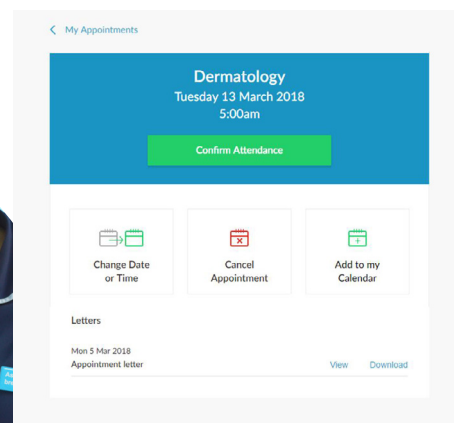 My Appointments
Dermatology
Tuesday 13 March 2018
5:00am
Confirm Attendance
Change Date
or Time
Cancel
Appointment
Add to my
Calendar
Letters
Mon 5 Mar 2018
Appointment letter
View Download